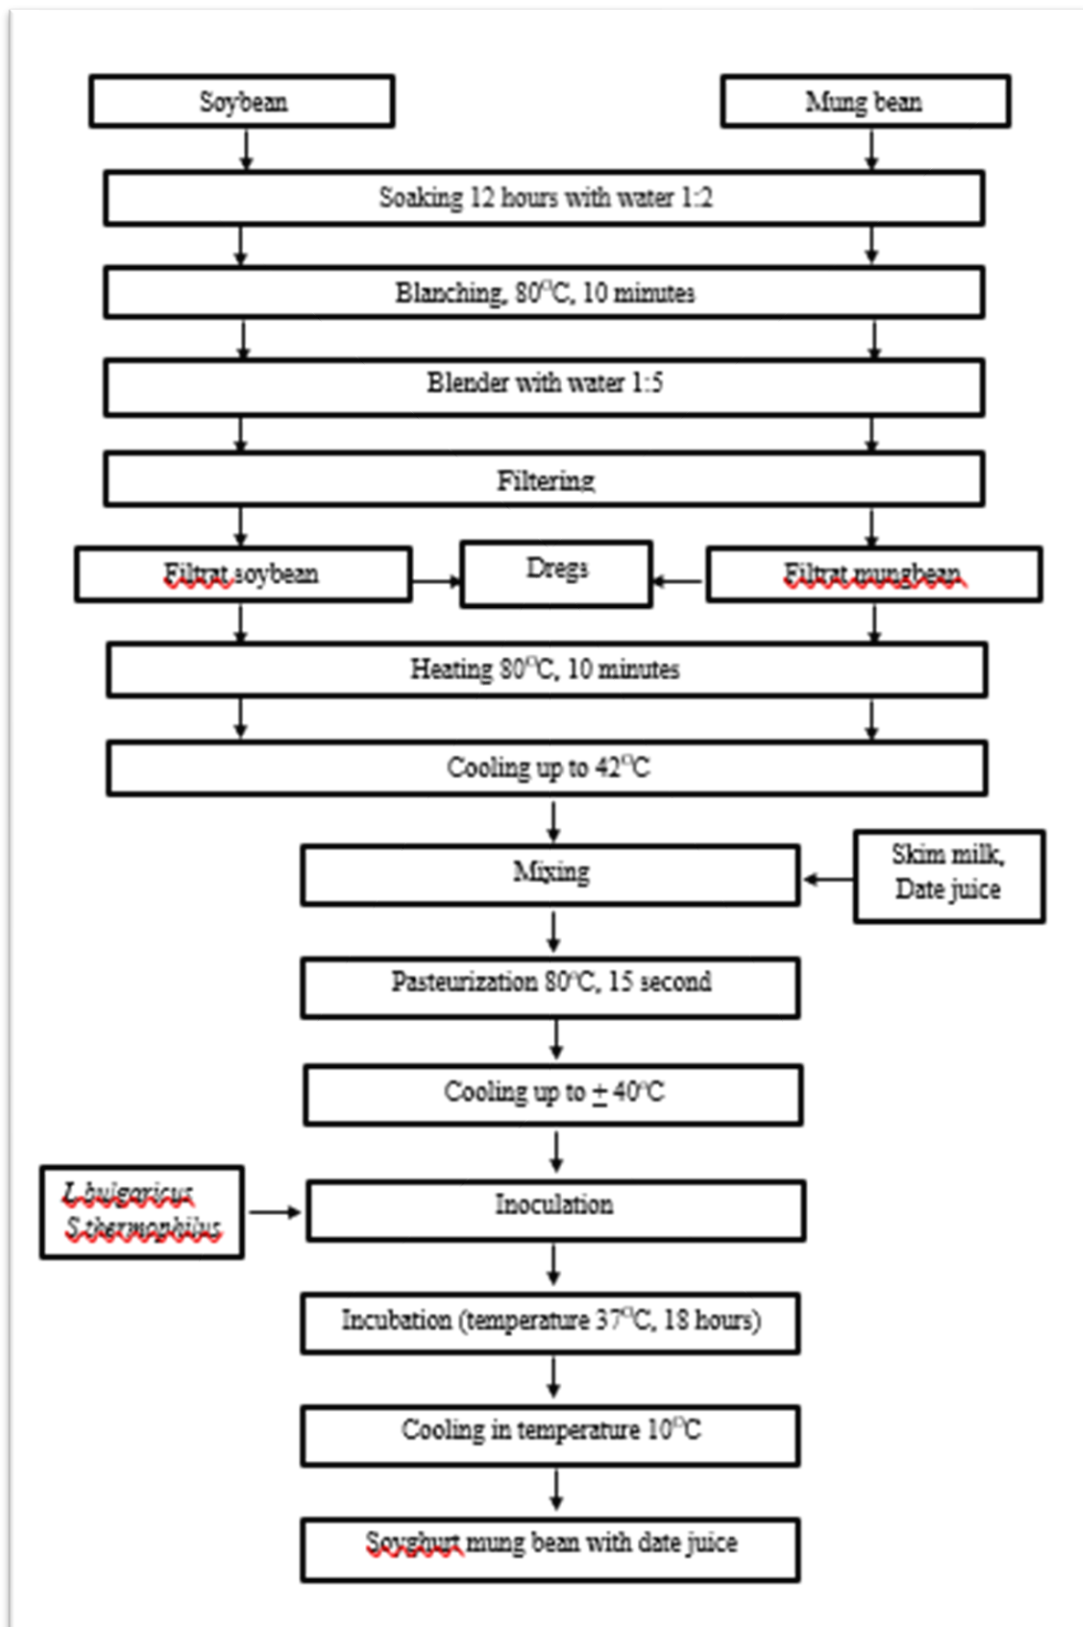 Soybean
Mung bean
Soaking 12 hours with water 1:2
Blanching, 80°C, 10 minutes
Blender with water 1:5
Filtering
Filtrat soybean
Dregs
Filtrat mungbean
Heating 80°C, 10 minutes
Cooling up to 42°C
Mixing
Skim milk,
Date juice
Pasteurization 80°C, 15 second
Cooling up to ± 40°C
L.bulgaricus
S.thermophilus
Inoculation
Incubation (temperature 37°C, 18 hours)
Cooling in temperature 10°C
Soyghurt mung bean with date juice